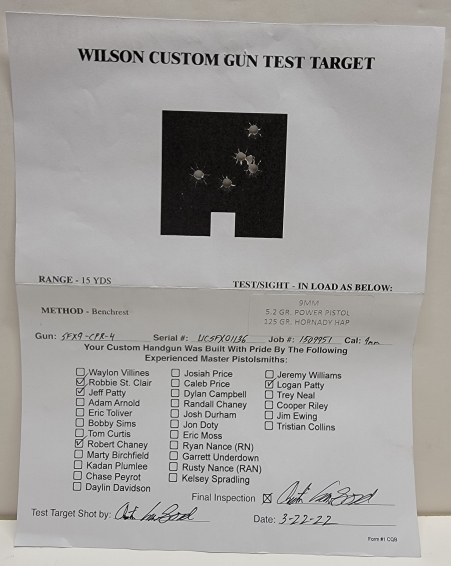 WILSON CUSTOM GUN TEST TARGET
RANGE - 15 YDS
TEST/SIGHT - IN LOAD AS BELOW:
METHOD - Benchrest
9MM
5.2 GR. POWER PISTOL
125 GR. HORNADY HAP
Gun: SFX9-CPR-4 Serial #: UCSFX01136 Job #: 1509951 Cal: 9mm
Your Custom Handgun Was Built With Pride By The Following
Experienced Master Pistolsmiths:
Waylon Villines
Robbie St. Clair
Jeff Patty
Adam Arnold
Eric Toliver
Bobby Sims
Tom Curtis
Robert Chaney
Marty Birchfield
Kadan Plumlee
Chase Peyrot
Daylin Davidson
Josiah Price
Caleb Price
Dylan Campbell
Randall Chaney
Josh Durham
Jon Doty
Eric Moss
Ryan Nance (RN)
Garrett Underdown
Rusty Nance (RAN)
Kelsey Spradling
Jeremy Williams
Logan Patty
Trey Neal
Cooper Riley
Jim Ewing
Tristian Collins
Final Inspection
Test Target Shot by:
Date: 3-22-22
Form #1 CQB